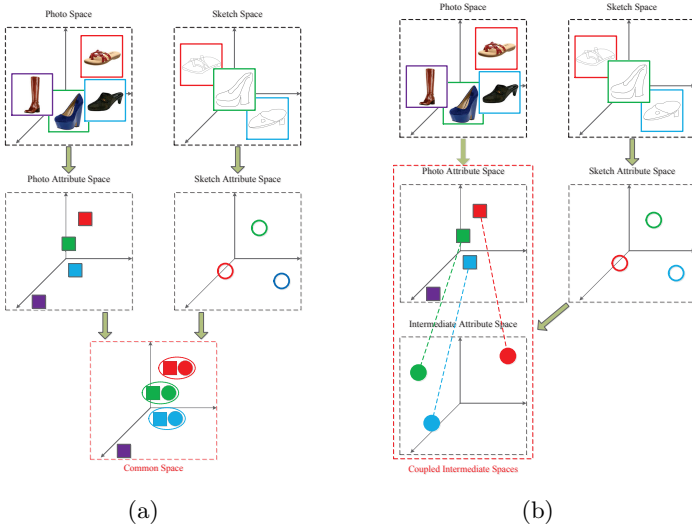 Photo Space
Sketch Space
Photo Attribute Space
Sketch Attribute Space
Common Space
(a)
Photo Space
Sketch Space
Photo Attribute Space
Sketch Attribute Space
Intermediate Attribute Space
Coupled Intermediate Spaces
(b)